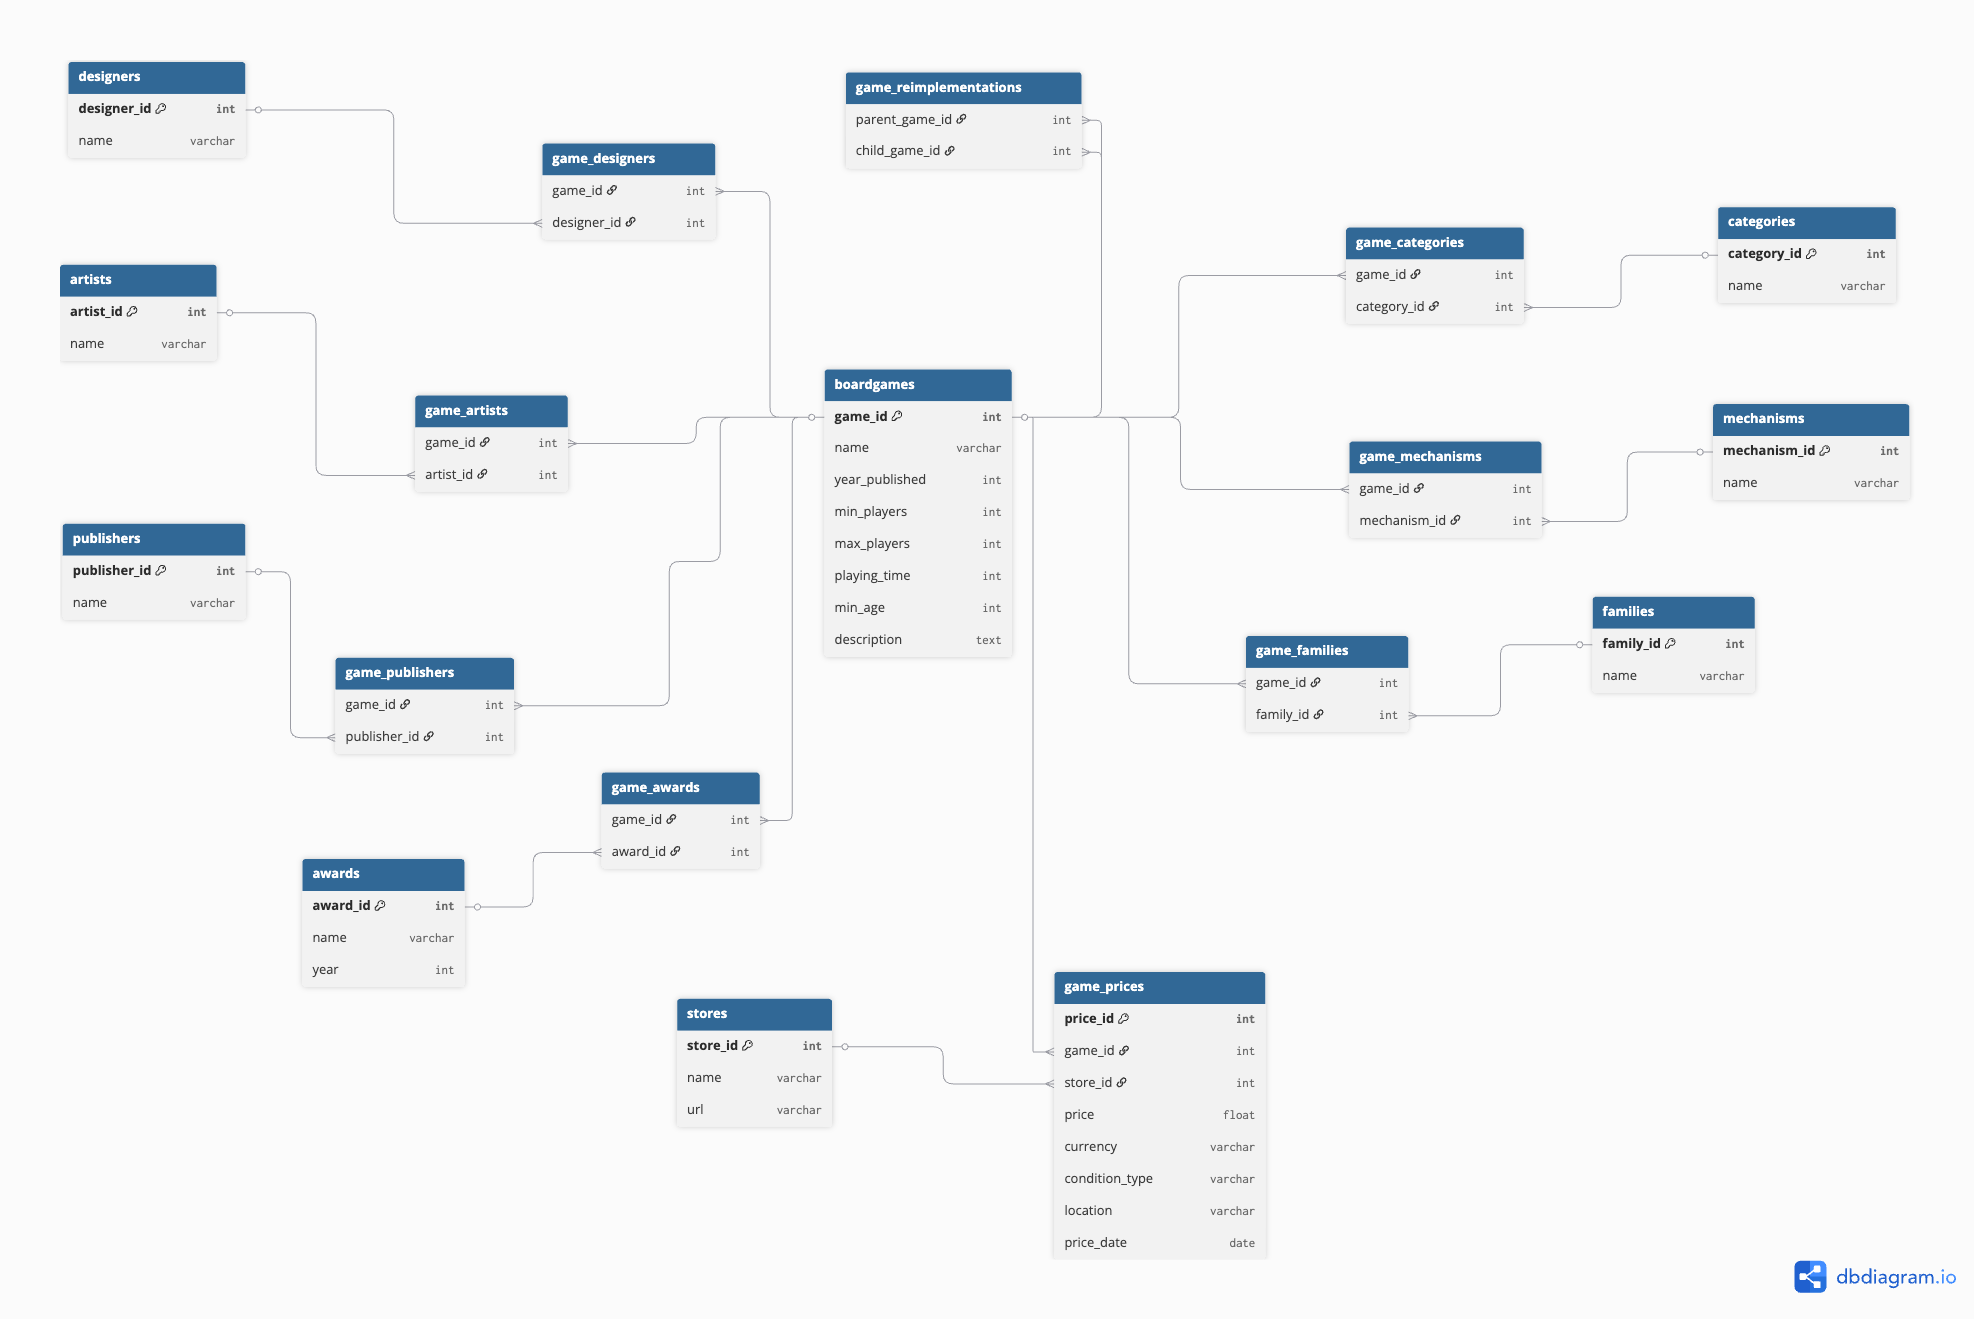 designers
designer_id int
name varchar
game_reimplementations
parent_game_id int
child_game_id int
game_designers
game_id int
designer_id int
categories
category_id int
name varchar
game_categories
game_id int
category_id int
artists
artist_id int
name varchar
game_artists
game_id int
artist_id int
boardgames
game_id int
name varchar
year_published int
min_players int
max_players int
playing_time int
min_age int
description text
mechanisms
mechanism_id int
name varchar
game_mechanisms
game_id int
mechanism_id int
publishers
publisher_id int
name varchar
families
family_id int
name varchar
game_families
game_id int
family_id int
game_publishers
game_id int
publisher_id int
game_awards
game_id int
award_id int
awards
award_id int
name varchar
year int
stores
store_id int
name varchar
url varchar
game_prices
price_id int
game_id int
store_id int
price float
currency varchar
condition_type varchar
location varchar
price_date date
dbdiagram.io